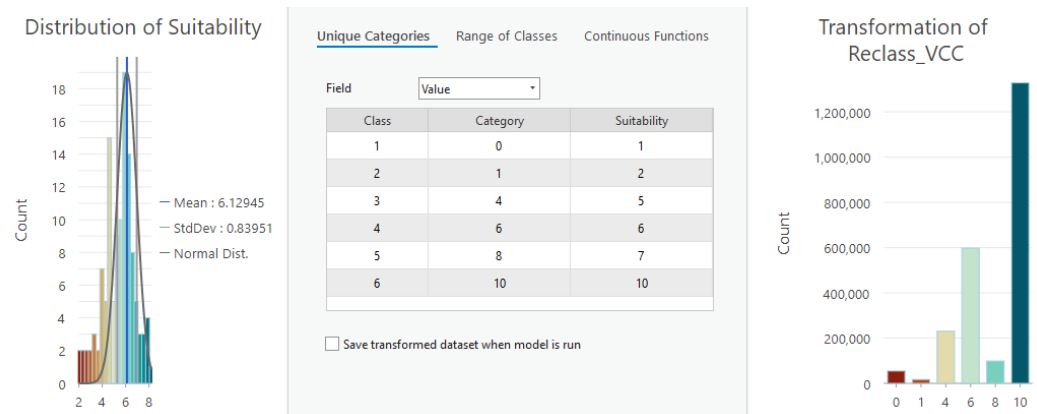 Distribution of Suitability
18
16
14
12
10
8
6
4
2
0
Count
2 4 6 8
Mean : 6.12945
StdDev : 0.83951
Normal Dist.
Unique Categories Range of Classes Continuous Functions
Field Value
Class Category Suitability
1 0 1
2 1 2
3 4 5
4 6 6
5 8 7
6 10 10
Save transformed dataset when model is run
Transformation of
Reclass_VCC
1,200,000
1,000,000
800,000
600,000
400,000
200,000
0
Count
0 1 4 6 8 10